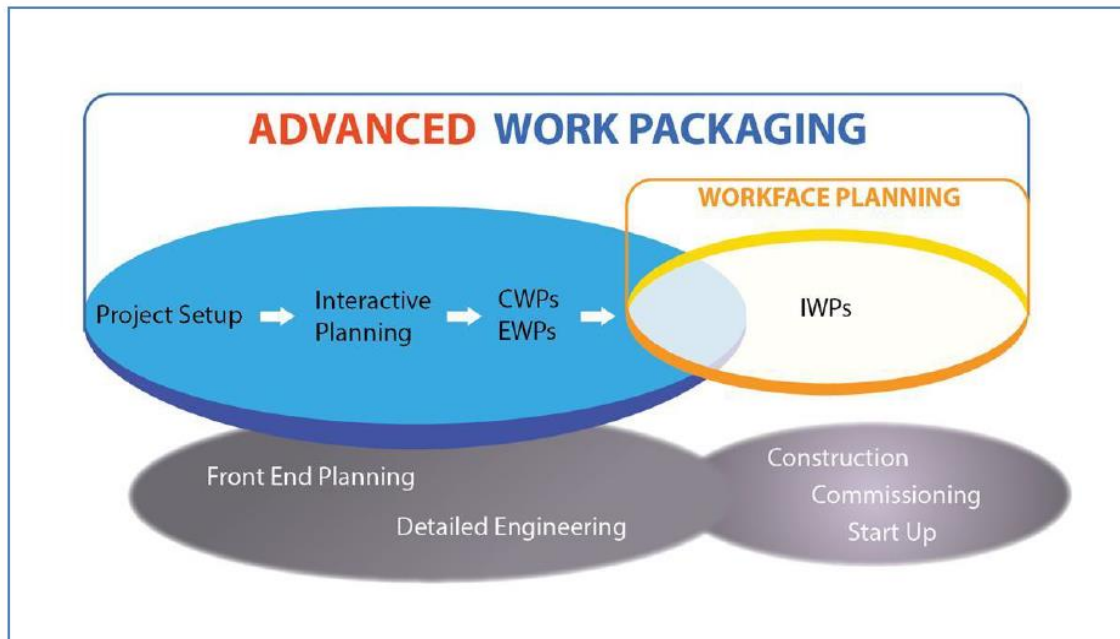 ADVANCED WORK PACKAGING
WORKFACE PLANNING
Project Setup
Interactive
Planning
CWPs
EWPs
IWPs
Front End Planning
Detailed Engineering
Construction
Commissioning
Start Up